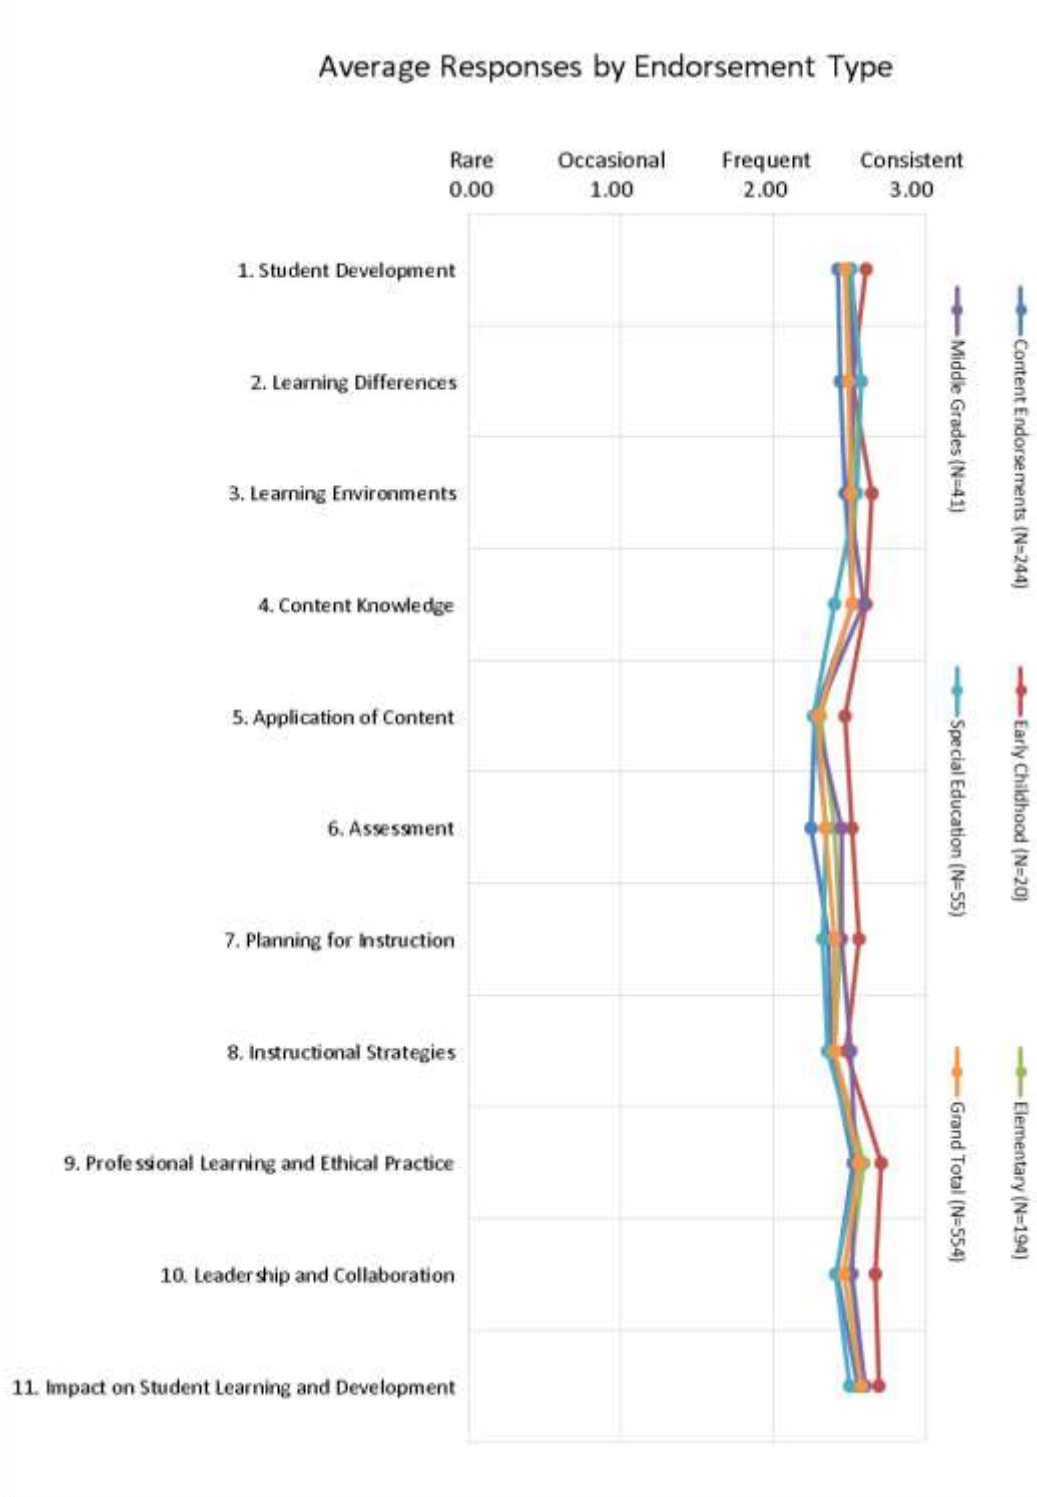 Average Responses by Endorsement Type
Rare Occasional Frequent Consistent
0.00 1.00 2.00 3.00
1. Student Development
2. Learning Differences
3. Learning Environments
4. Content Knowledge
5. Application of Content
6. Assessment
7. Planning for Instruction
8. Instructional Strategies
9. Professional Learning and Ethical Practice
10. Leadership and Collaboration
11. Impact on Student Learning and Development
Content Endorsements (N=244)
Early Childhood (N=20)
Elementary (N=194)
Middle Grades (N=41)
Special Education (N=55)
Grand Total (N=554)